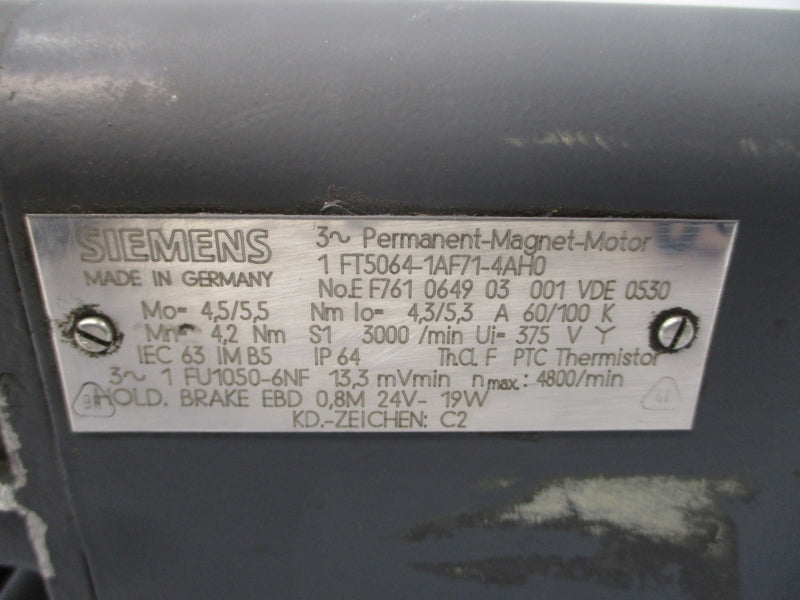 SIEMENS
3~ Permanent-Magnet-Motor
1 FT5064-1AF71-4AH0
MADE IN GERMANY
No.E F761 0649 03 001 VDE 0530
Mo= 4,5/5,5 Nm Io= 4,3/5,3 A 60/100 K
Mn= 4,2 Nm S1 3000 /min Ui= 375 V Y
IEC 63 IM B5 IP 64 Th.Cl. F PTC Thermistor
3~ 1 FU1050-6NF 13,3 mVmin nmax.: 4800/min
HOLD. BRAKE EBD 0,8M 24V- 19W
KD.-ZEICHEN: C2